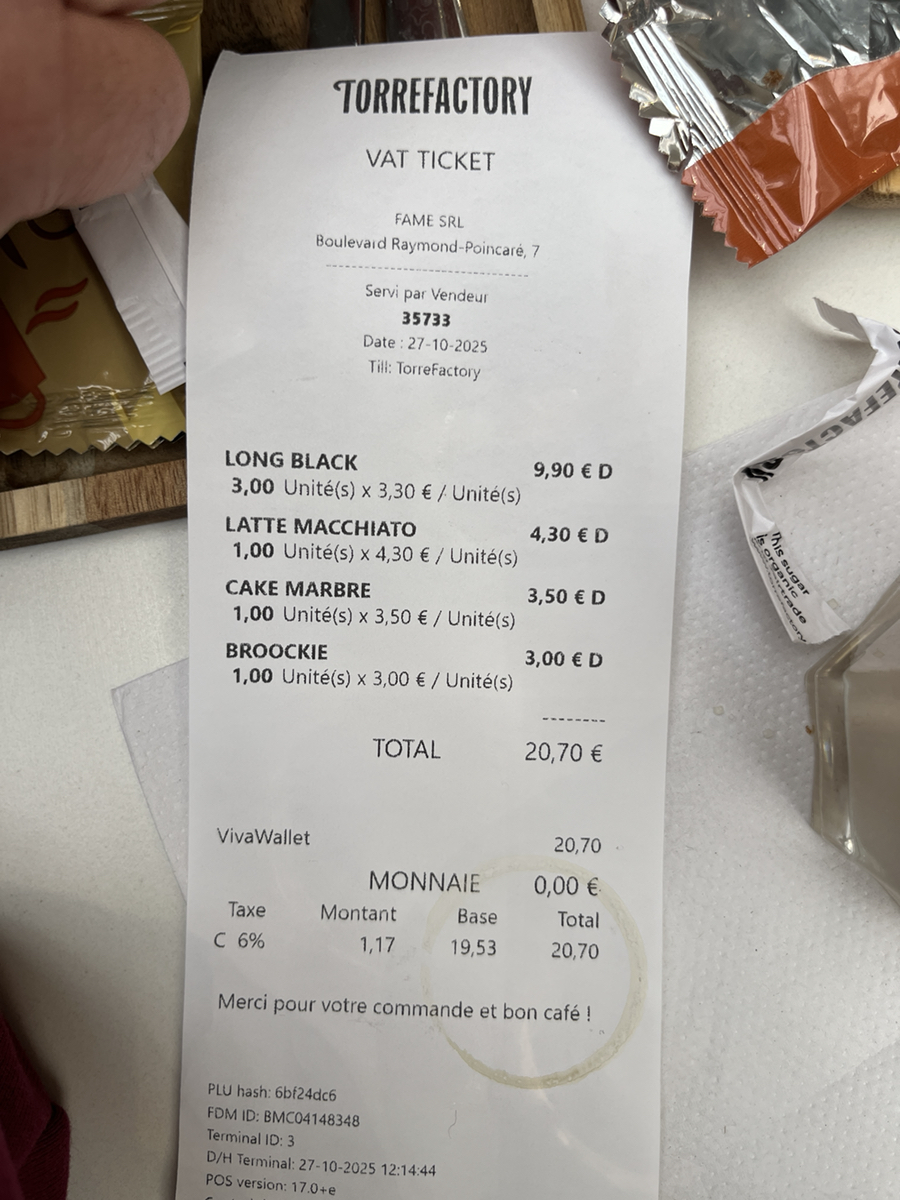 TORREFACTORY
VAT TICKET
FAME SRL
Boulevard Raymond-Poincaré, 7
--------------------------------
Servi par Vendeur
35733
Date : 27-10-2025
Till: TorreFactory
LONG BLACK 9,90 € D
3,00 Unité(s) x 3,30 € / Unité(s)
LATTE MACCHIATO 4,30 € D
1,00 Unité(s) x 4,30 € / Unité(s)
CAKE MARBRE 3,50 € D
1,00 Unité(s) x 3,50 € / Unité(s)
BROOCKIE 3,00 € D
1,00 Unité(s) x 3,00 € / Unité(s)
--------
TOTAL 20,70 €
VivaWallet 20,70
MONNAIE 0,00 €
Taxe Montant Base Total
C 6% 1,17 19,53 20,70
Merci pour votre commande et bon café !
PLU hash: 6bf24dc6
FDM ID: BMC04148348
Terminal ID: 3
D/H Terminal: 27-10-2025 12:14:44
POS version: 17.0+e
This sugar
is organic